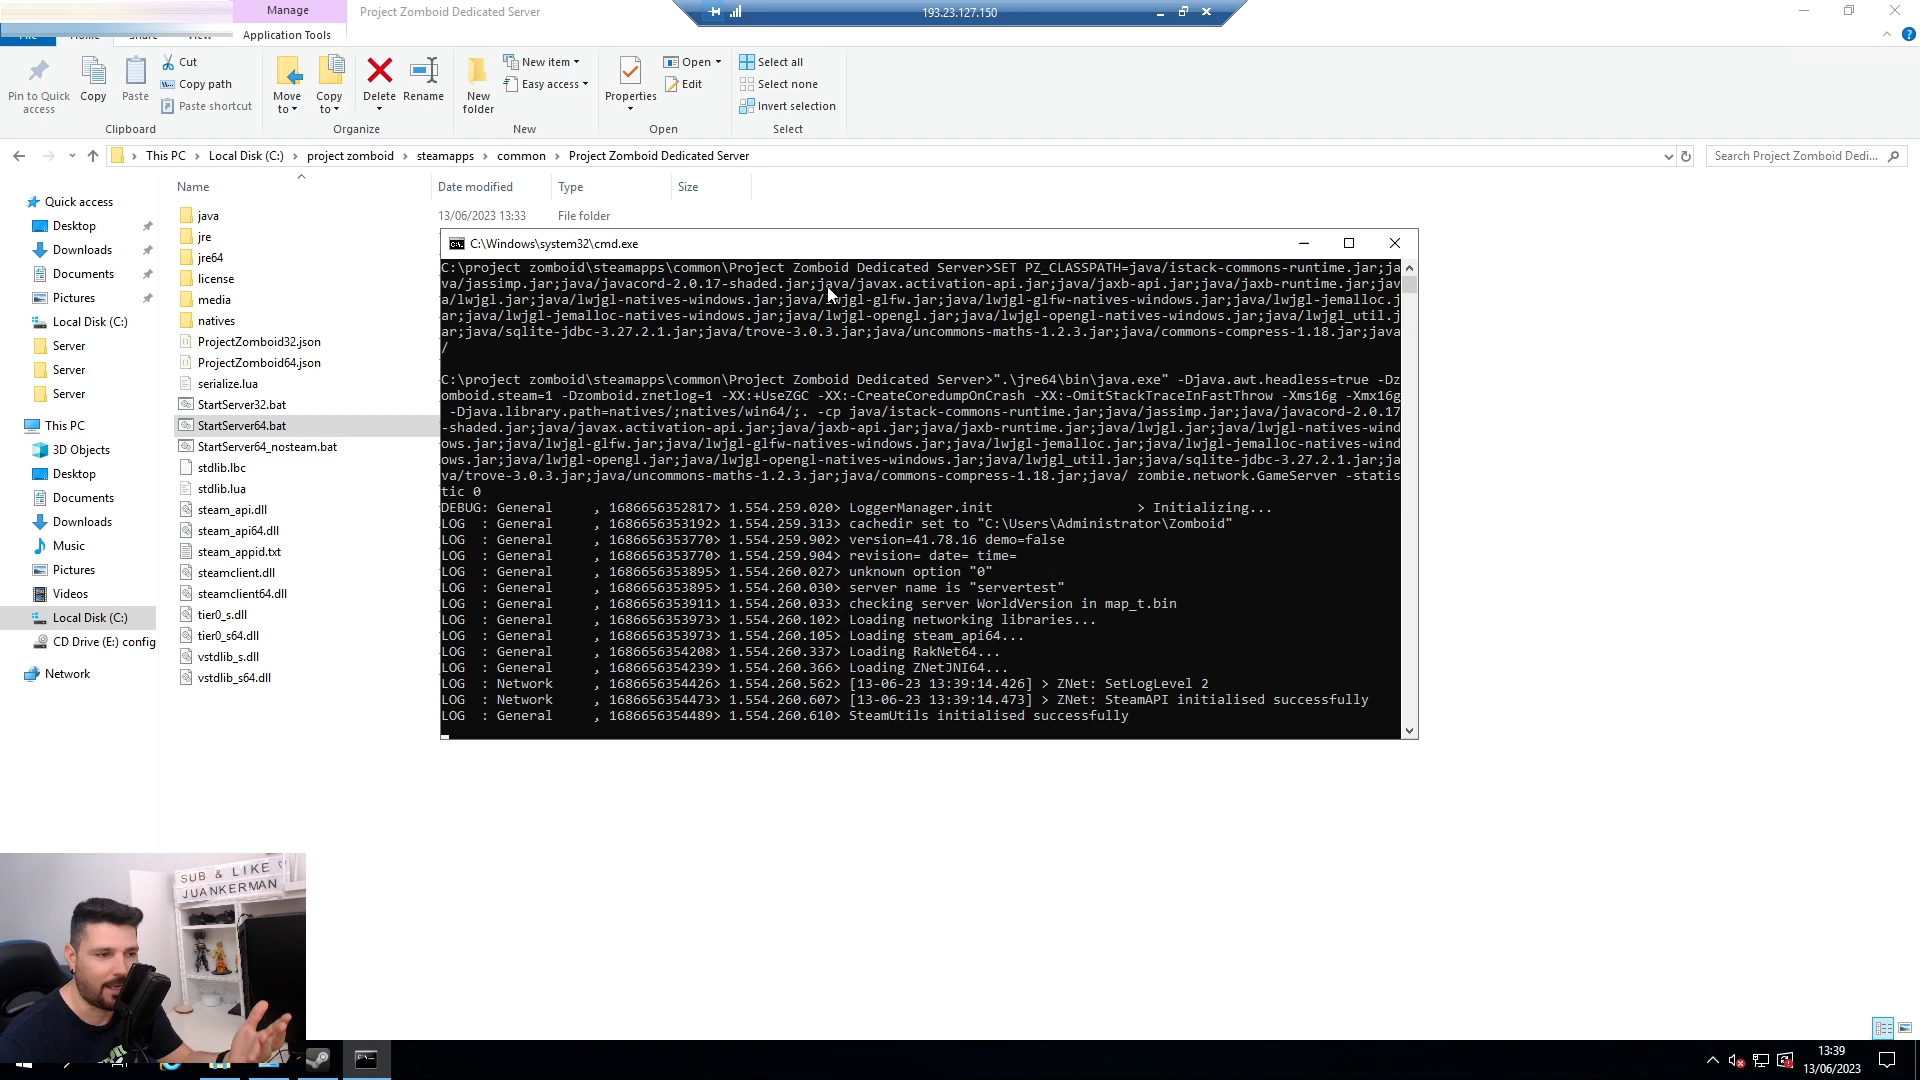 Manage
Project Zomboid Dedicated Server
193.23.127.150
File
Home
Share
View
Application Tools
Pin to Quick access
Copy
Paste
Cut
Copy path
Paste shortcut
Move to
Copy to
Delete
Rename
New folder
New item
Easy access
Properties
Open
Edit
Select all
Select none
Invert selection
Clipboard
Organize
New
Open
Select
This PC > Local Disk (C:) > project zomboid > steamapps > common > Project Zomboid Dedicated Server
Search Project Zomboid Dedi...
Name
Date modified
Type
Size
Quick access
Desktop
Downloads
Documents
Pictures
Local Disk (C:)
Server
Server
Server
This PC
3D Objects
Desktop
Documents
Downloads
Music
Pictures
Videos
Local Disk (C:)
CD Drive (E:) config
Network
java 13/06/2023 13:33 File folder
jre
jre64
license
media
natives
ProjectZomboid32.json
ProjectZomboid64.json
serialize.lua
StartServer32.bat
StartServer64.bat
StartServer64_nosteam.bat
stdlib.lbc
stdlib.lua
steam_api.dll
steam_api64.dll
steam_appid.txt
steamclient.dll
steamclient64.dll
tier0_s.dll
tier0_s64.dll
vstdlib_s.dll
vstdlib_s64.dll
C:\Windows\system32\cmd.exe
C:\project zomboid\steamapps\common\Project Zomboid Dedicated Server>SET PZ_CLASSPATH=java/istack-commons-runtime.jar;ja
va/jassimp.jar;java/javacord-2.0.17-shaded.jar;java/javax.activation-api.jar;java/jaxb-api.jar;java/jaxb-runtime.jar;jav
a/lwjgl.jar;java/lwjgl-natives-windows.jar;java/lwjgl-glfw.jar;java/lwjgl-glfw-natives-windows.jar;java/lwjgl-jemalloc.j
ar;java/lwjgl-jemalloc-natives-windows.jar;java/lwjgl-opengl.jar;java/lwjgl-opengl-natives-windows.jar;java/lwjgl_util.j
ar;java/sqlite-jdbc-3.27.2.1.jar;java/trove-3.0.3.jar;java/uncommons-maths-1.2.3.jar;java/commons-compress-1.18.jar;java
/
C:\project zomboid\steamapps\common\Project Zomboid Dedicated Server>".\jre64\bin\java.exe" -Djava.awt.headless=true -Dz
omboid.steam=1 -Dzomboid.znetlog=1 -XX:+UseZGC -XX:-CreateCoredumpOnCrash -XX:-OmitStackTraceInFastThrow -Xms16g -Xmx16g
-Djava.library.path=natives/;natives/win64/;. -cp java/istack-commons-runtime.jar;java/jassimp.jar;java/javacord-2.0.17
-shaded.jar;java/javax.activation-api.jar;java/jaxb-api.jar;java/jaxb-runtime.jar;java/lwjgl.jar;java/lwjgl-natives-wind
ows.jar;java/lwjgl-glfw.jar;java/lwjgl-glfw-natives-windows.jar;java/lwjgl-jemalloc.jar;java/lwjgl-jemalloc-natives-wind
ows.jar;java/lwjgl-opengl.jar;java/lwjgl-opengl-natives-windows.jar;java/lwjgl_util.jar;java/sqlite-jdbc-3.27.2.1.jar;ja
va/trove-3.0.3.jar;java/uncommons-maths-1.2.3.jar;java/commons-compress-1.18.jar;java/ zombie.network.GameServer -statis
tic 0
DEBUG: General , 1686656352817> 1.554.259.020> LoggerManager.init > Initializing...
LOG : General , 1686656353192> 1.554.259.313> cachedir set to "C:\Users\Administrator\Zomboid"
LOG : General , 1686656353770> 1.554.259.902> version=41.78.16 demo=false
LOG : General , 1686656353770> 1.554.259.904> revision= date= time=
LOG : General , 1686656353895> 1.554.260.027> unknown option "0"
LOG : General , 1686656353895> 1.554.260.030> server name is "servertest"
LOG : General , 1686656353911> 1.554.260.033> checking server WorldVersion in map_t.bin
LOG : General , 1686656353973> 1.554.260.102> Loading networking libraries...
LOG : General , 1686656353973> 1.554.260.105> Loading steam_api64...
LOG : General , 1686656354208> 1.554.260.337> Loading RakNet64...
LOG : General , 1686656354239> 1.554.260.366> Loading ZNetJNI64...
LOG : Network , 1686656354426> 1.554.260.562> [13-06-23 13:39:14.426] > ZNet: SetLogLevel 2
LOG : Network , 1686656354473> 1.554.260.607> [13-06-23 13:39:14.473] > ZNet: SteamAPI initialised successfully
LOG : General , 1686656354489> 1.554.260.610> SteamUtils initialised successfully
SUB & LIKE
JUANKERMAN
13:39
13/06/2023